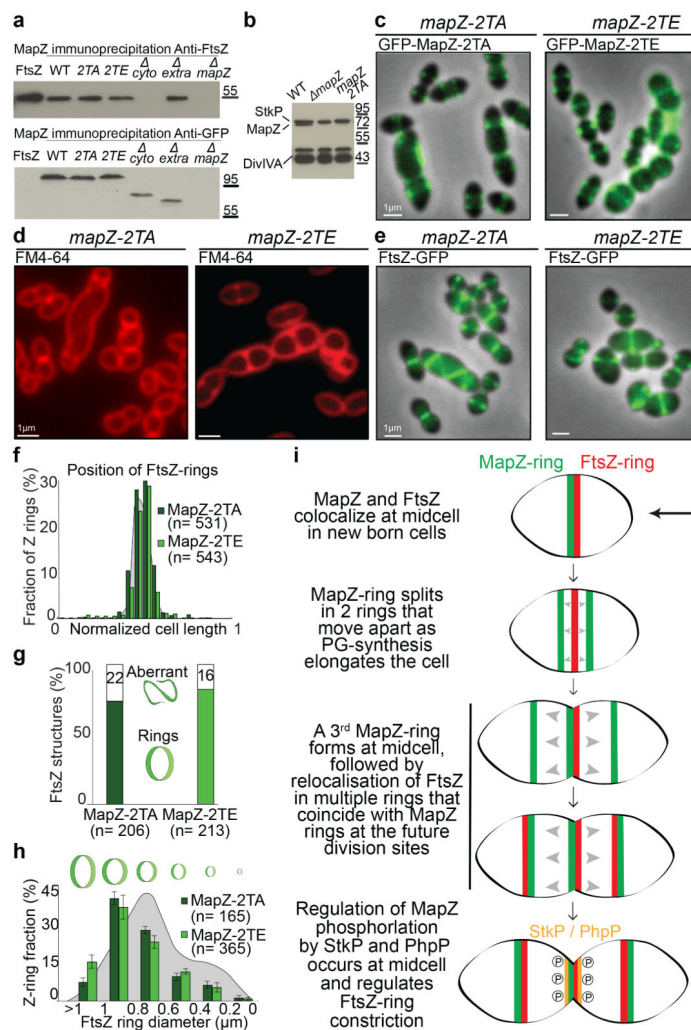 a
MapZ immunoprecipitation Anti-FtsZ
FtsZ WT 2TA 2TE Δ cyto Δ extra Δ mapZ
55
MapZ immunoprecipitation Anti-GFP
FtsZ WT 2TA 2TE Δ cyto Δ extra Δ mapZ
95
55
b
WT ΔmapZ mapZ 2TA
StkP
MapZ
DivIVA
95
72
55
43
c
mapZ-2TA
GFP-MapZ-2TA
1µm
mapZ-2TE
GFP-MapZ-2TE
d
mapZ-2TA
FM4-64
1µm
mapZ-2TE
FM4-64
e
mapZ-2TA
FtsZ-GFP
1µm
mapZ-2TE
FtsZ-GFP
f
Position of FtsZ-rings
Fraction of Z rings (%)
30
20
10
0
MapZ-2TA
(n= 531)
MapZ-2TE
(n= 543)
0 Normalized cell length 1
g
FtsZ structures (%)
100
50
0
22
Aberrant
16
Rings
MapZ-2TA
(n= 206)
MapZ-2TE
(n= 213)
h
Z-ring fraction (%)
45
30
15
0
MapZ-2TA
(n= 165)
MapZ-2TE
(n= 365)
>1 1 0.8 0.6 0.4 0.2 0
FtsZ ring diameter (µm)
i
MapZ-ring FtsZ-ring
MapZ and FtsZ
colocalize at midcell
in new born cells
MapZ-ring splits
in 2 rings that
move apart as
PG-synthesis
elongates the cell
A 3rd MapZ-ring
forms at midcell,
followed by
relocalisation of FtsZ
in multiple rings that
coincide with MapZ
rings at the future
division sites
Regulation of MapZ
phosphorlation
by StkP and PhpP
occurs at midcell
and regulates
FtsZ-ring
constriction
StkP / PhpP
P P
P P
P P